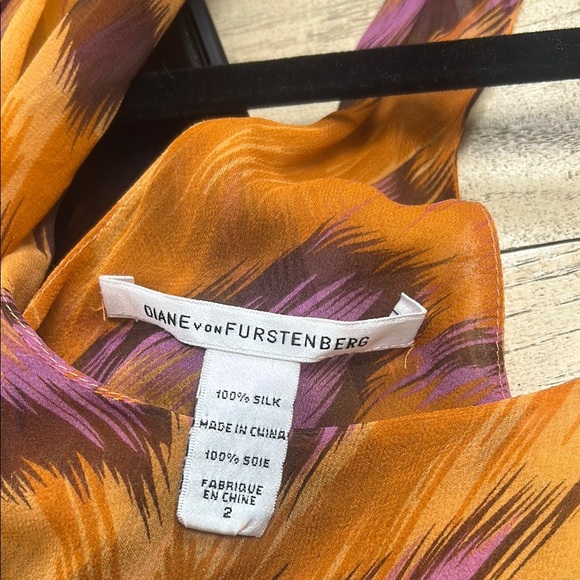 DIANE VON FURSTENBERG
100% SILK
MADE IN CHINA
100% SOIE
FABRIQUE
EN CHINE
2